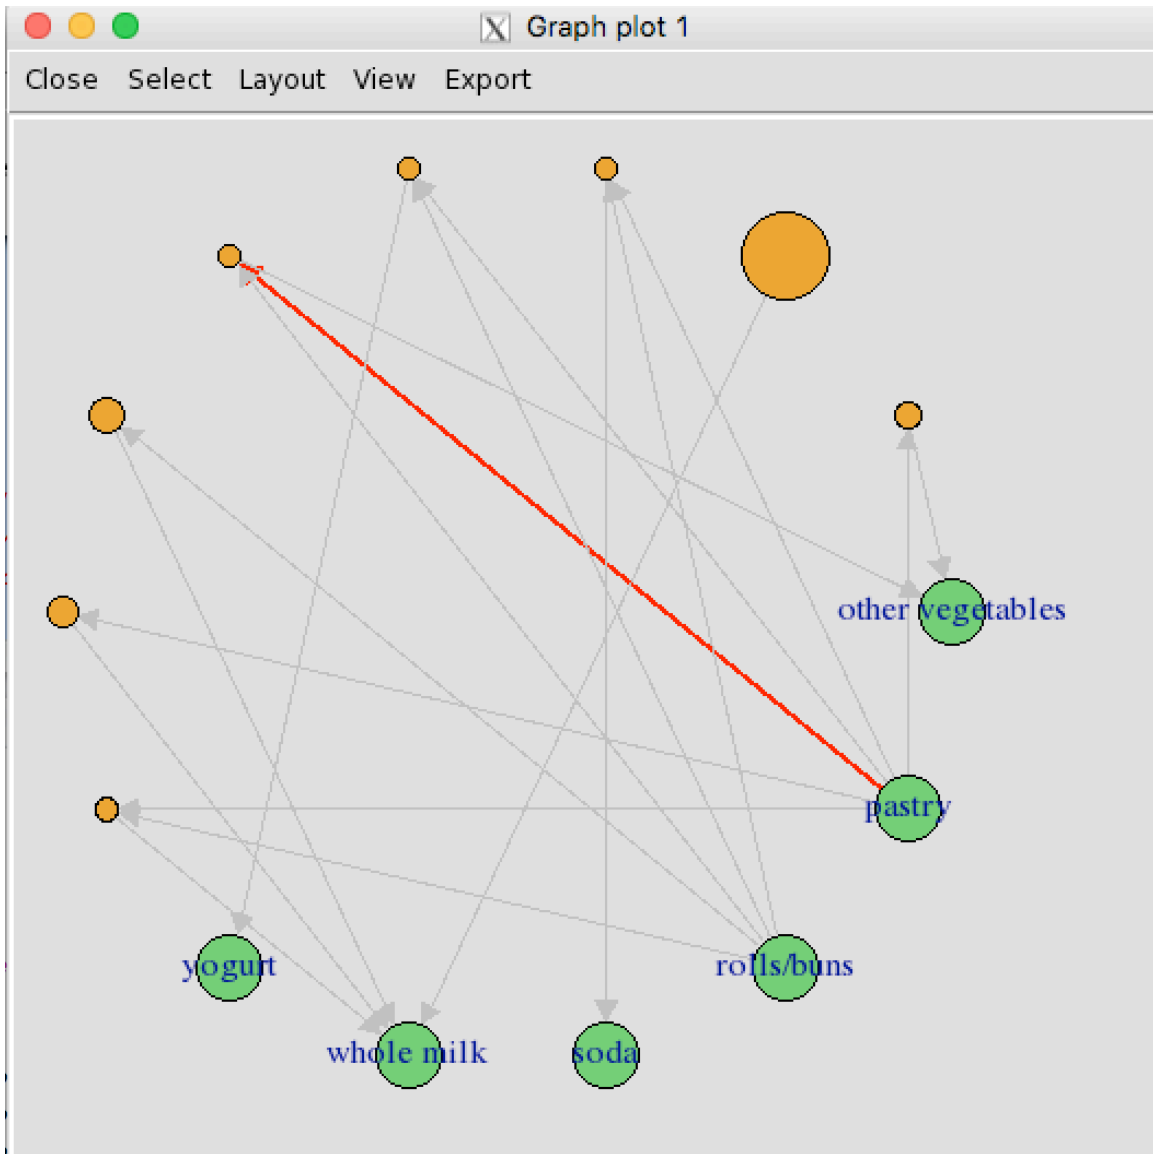 Graph plot 1
Close Select Layout View Export
other vegetables
pastry
yogurt
rolls/buns
whole milk
soda